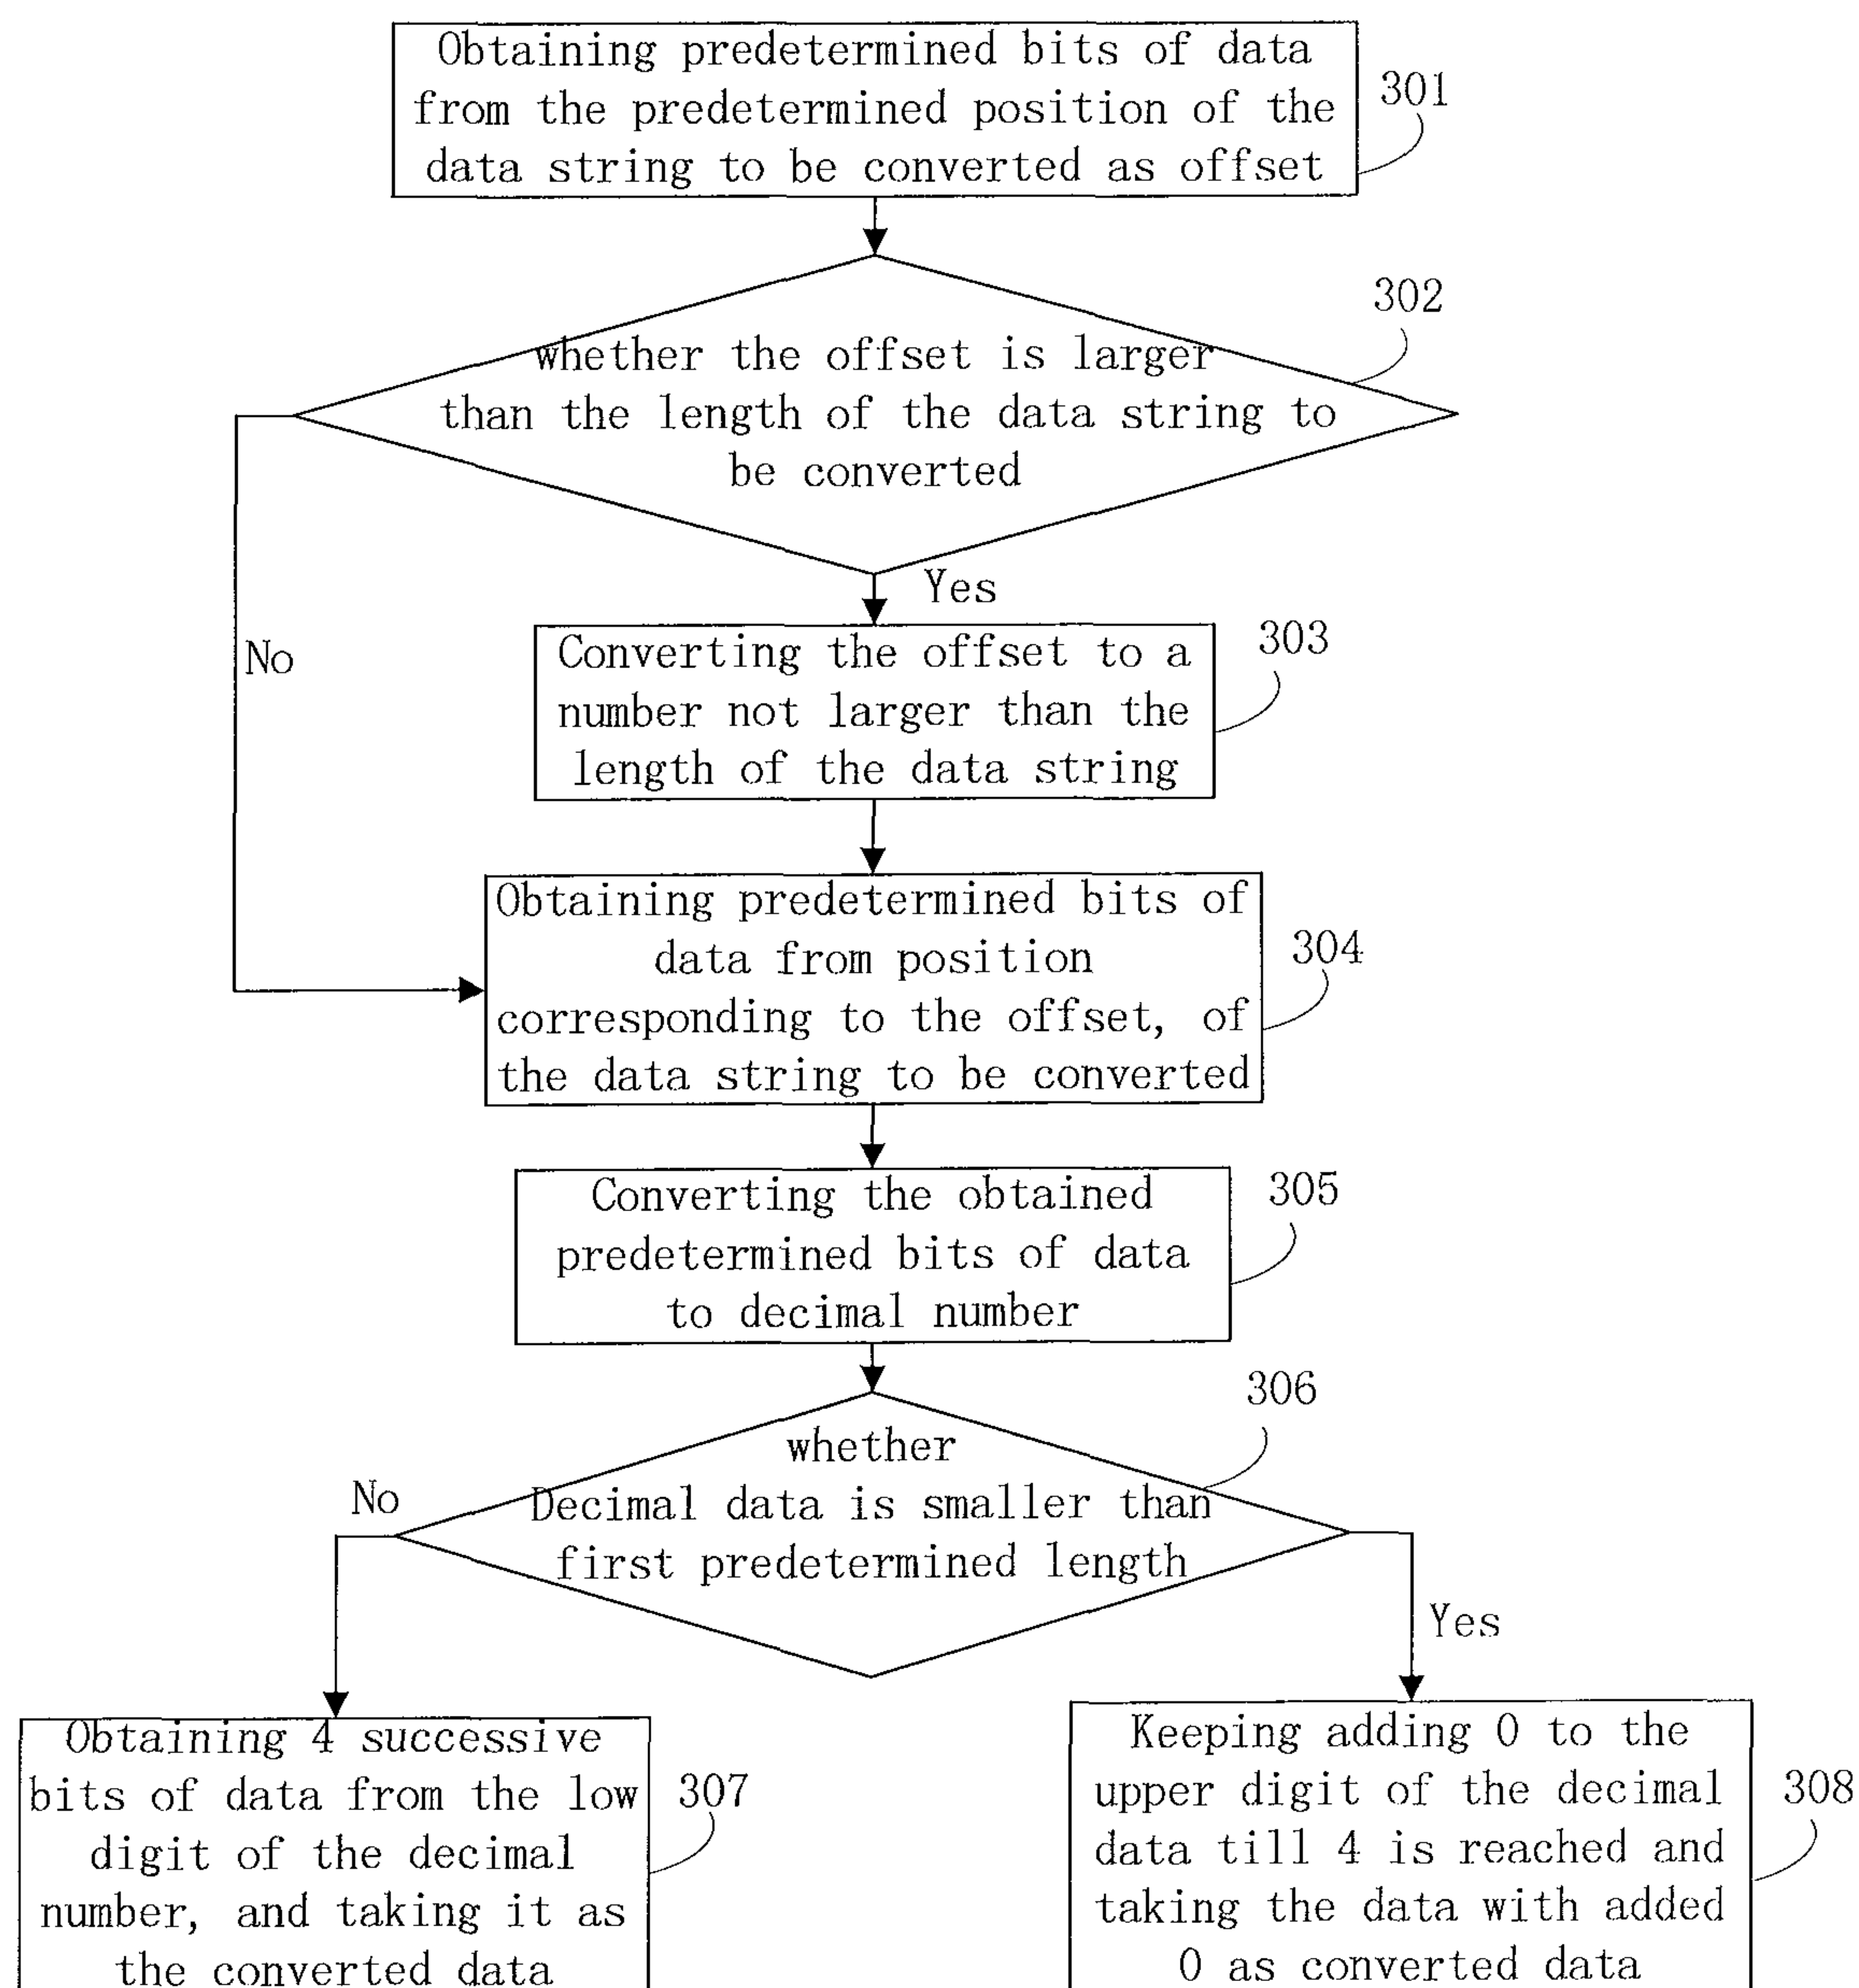 Obtaining predetermined bits of data
from the predetermined position of the
data string to be converted as offset
301
302
whether the offset is larger
than the length of the data string to
be converted
Yes
No
Converting the offset to a
number not larger than the
length of the data string
303
Obtaining predetermined bits of
data from position
corresponding to the offset, of
the data string to be converted
304
Converting the obtained
predetermined bits of data
to decimal number
305
306
whether
Decimal data is smaller than
first predetermined length
No
Yes
Obtaining 4 successive
bits of data from the low
digit of the decimal
number, and taking it as
the converted data
307
Keeping adding 0 to the
upper digit of the decimal
data till 4 is reached and
taking the data with added
0 as converted data
308